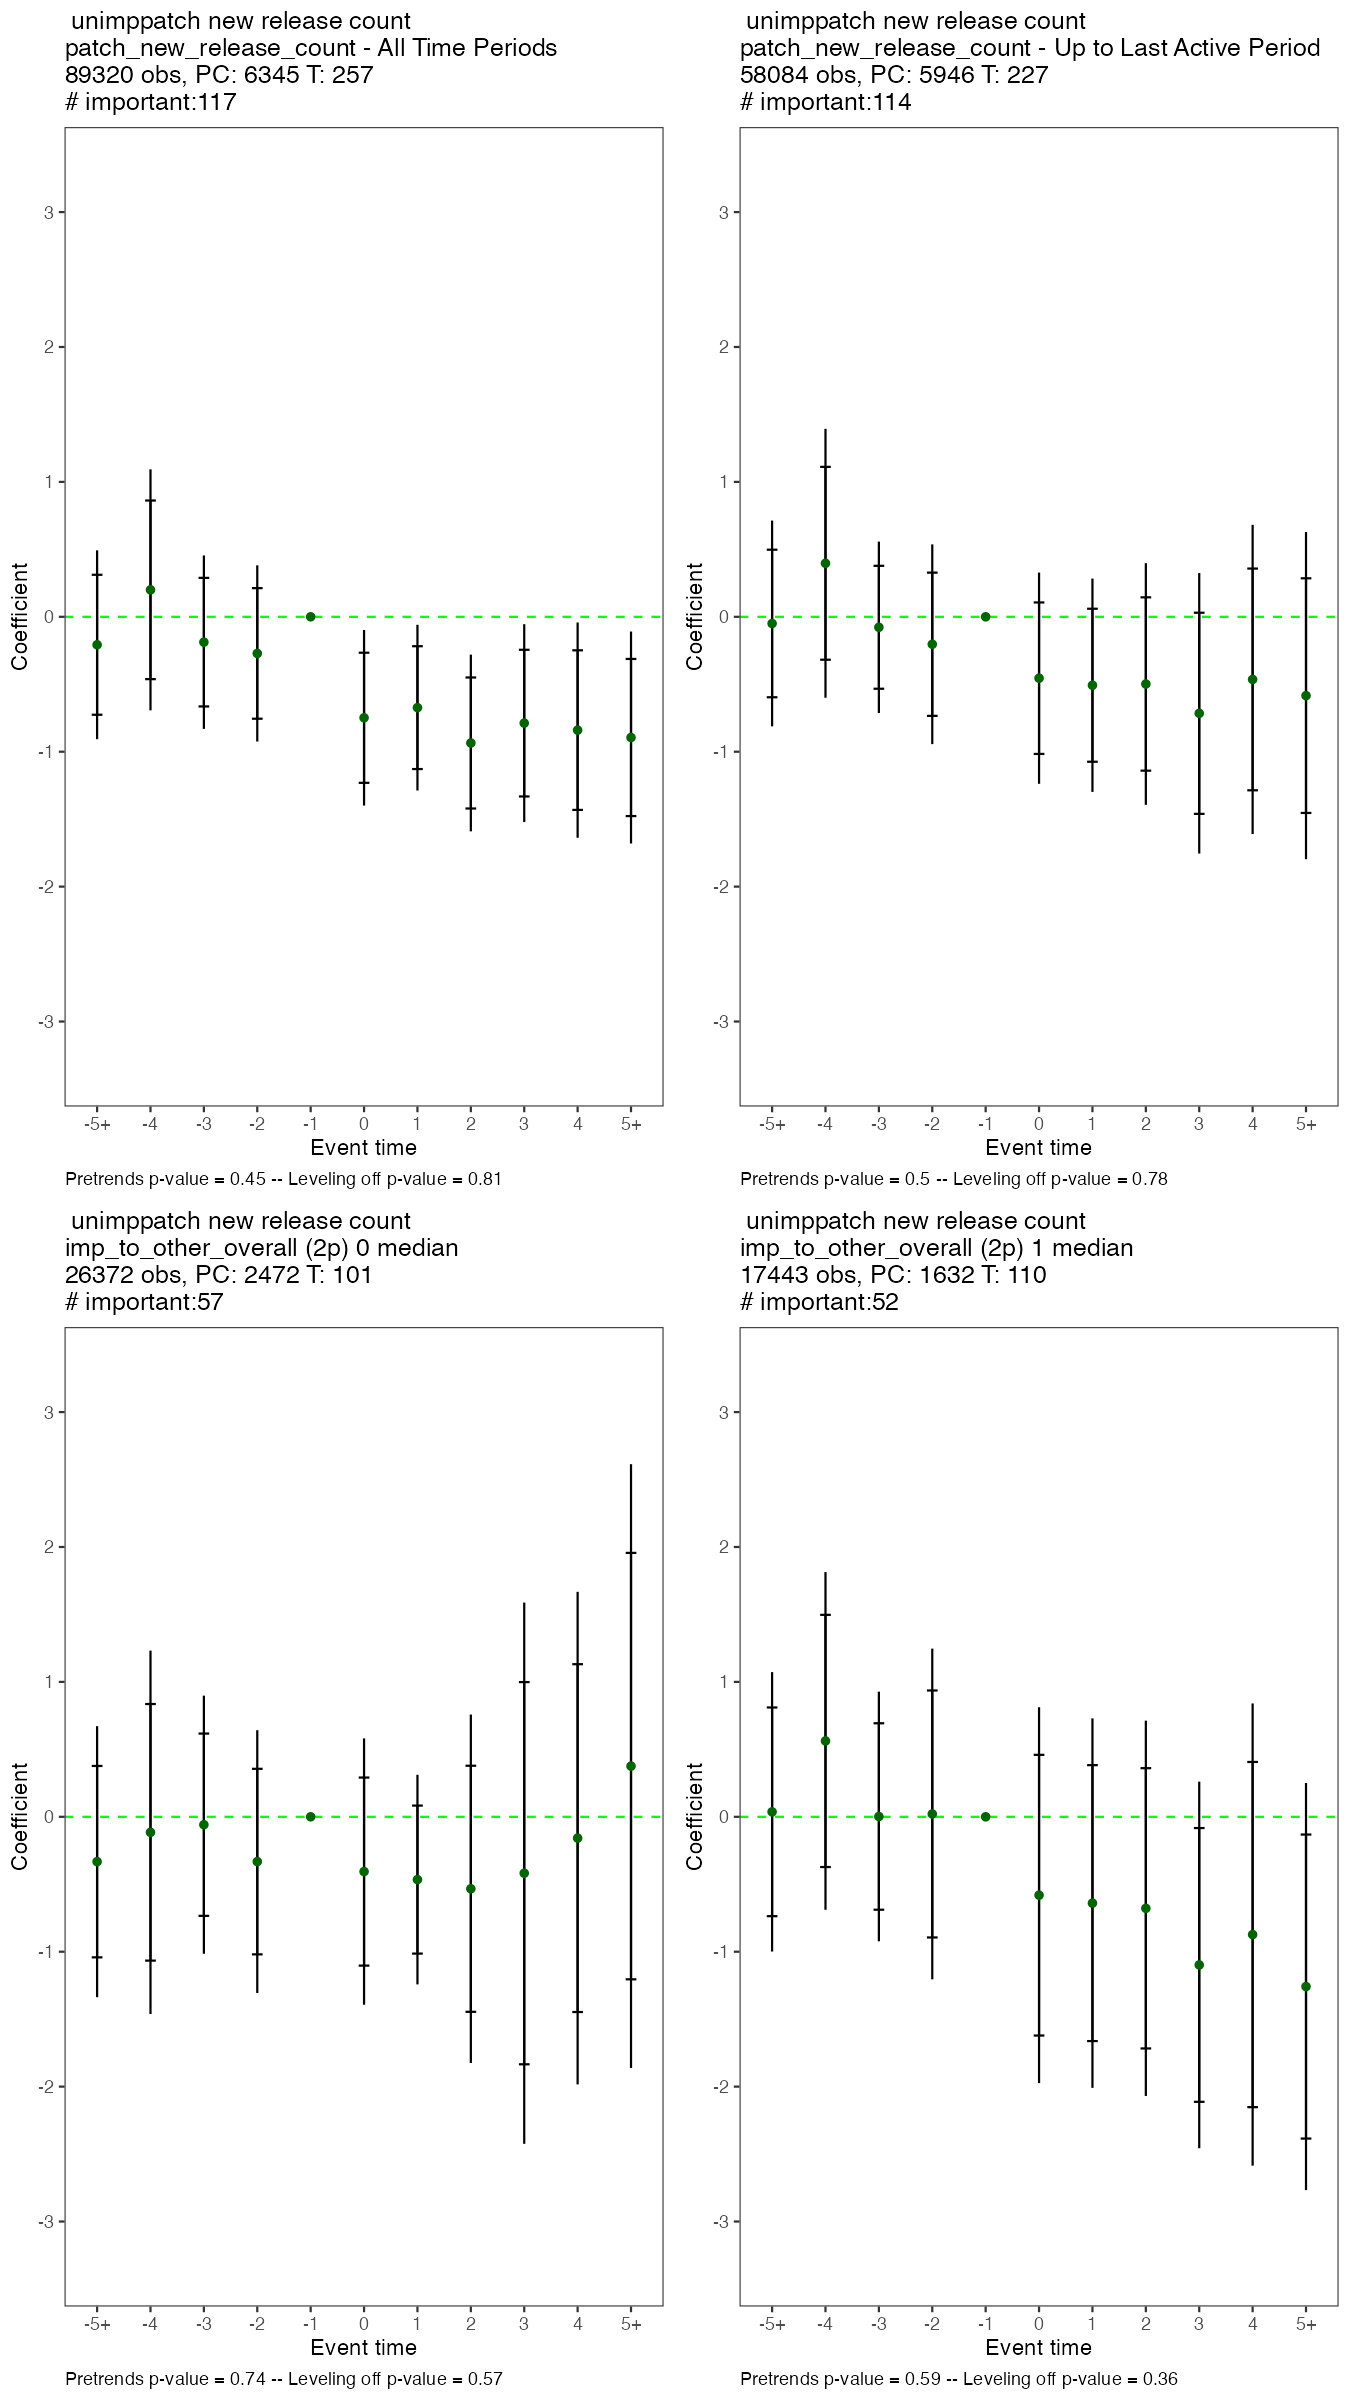 unimppatch new release count
patch_new_release_count - All Time Periods
89320 obs, PC: 6345 T: 257
# important:117
3
2
1
0
-1
-2
-3
Coefficient
-5+ -4 -3 -2 -1 0 1 2 3 4 5+
Event time
Pretrends p-value = 0.45 -- Leveling off p-value = 0.81
unimppatch new release count
patch_new_release_count - Up to Last Active Period
58084 obs, PC: 5946 T: 227
# important:114
3
2
1
0
-1
-2
-3
Coefficient
-5+ -4 -3 -2 -1 0 1 2 3 4 5+
Event time
Pretrends p-value = 0.5 -- Leveling off p-value = 0.78
unimppatch new release count
imp_to_other_overall (2p) 0 median
26372 obs, PC: 2472 T: 101
# important:57
3
2
1
0
-1
-2
-3
Coefficient
-5+ -4 -3 -2 -1 0 1 2 3 4 5+
Event time
Pretrends p-value = 0.74 -- Leveling off p-value = 0.57
unimppatch new release count
imp_to_other_overall (2p) 1 median
17443 obs, PC: 1632 T: 110
# important:52
3
2
1
0
-1
-2
-3
Coefficient
-5+ -4 -3 -2 -1 0 1 2 3 4 5+
Event time
Pretrends p-value = 0.59 -- Leveling off p-value = 0.36